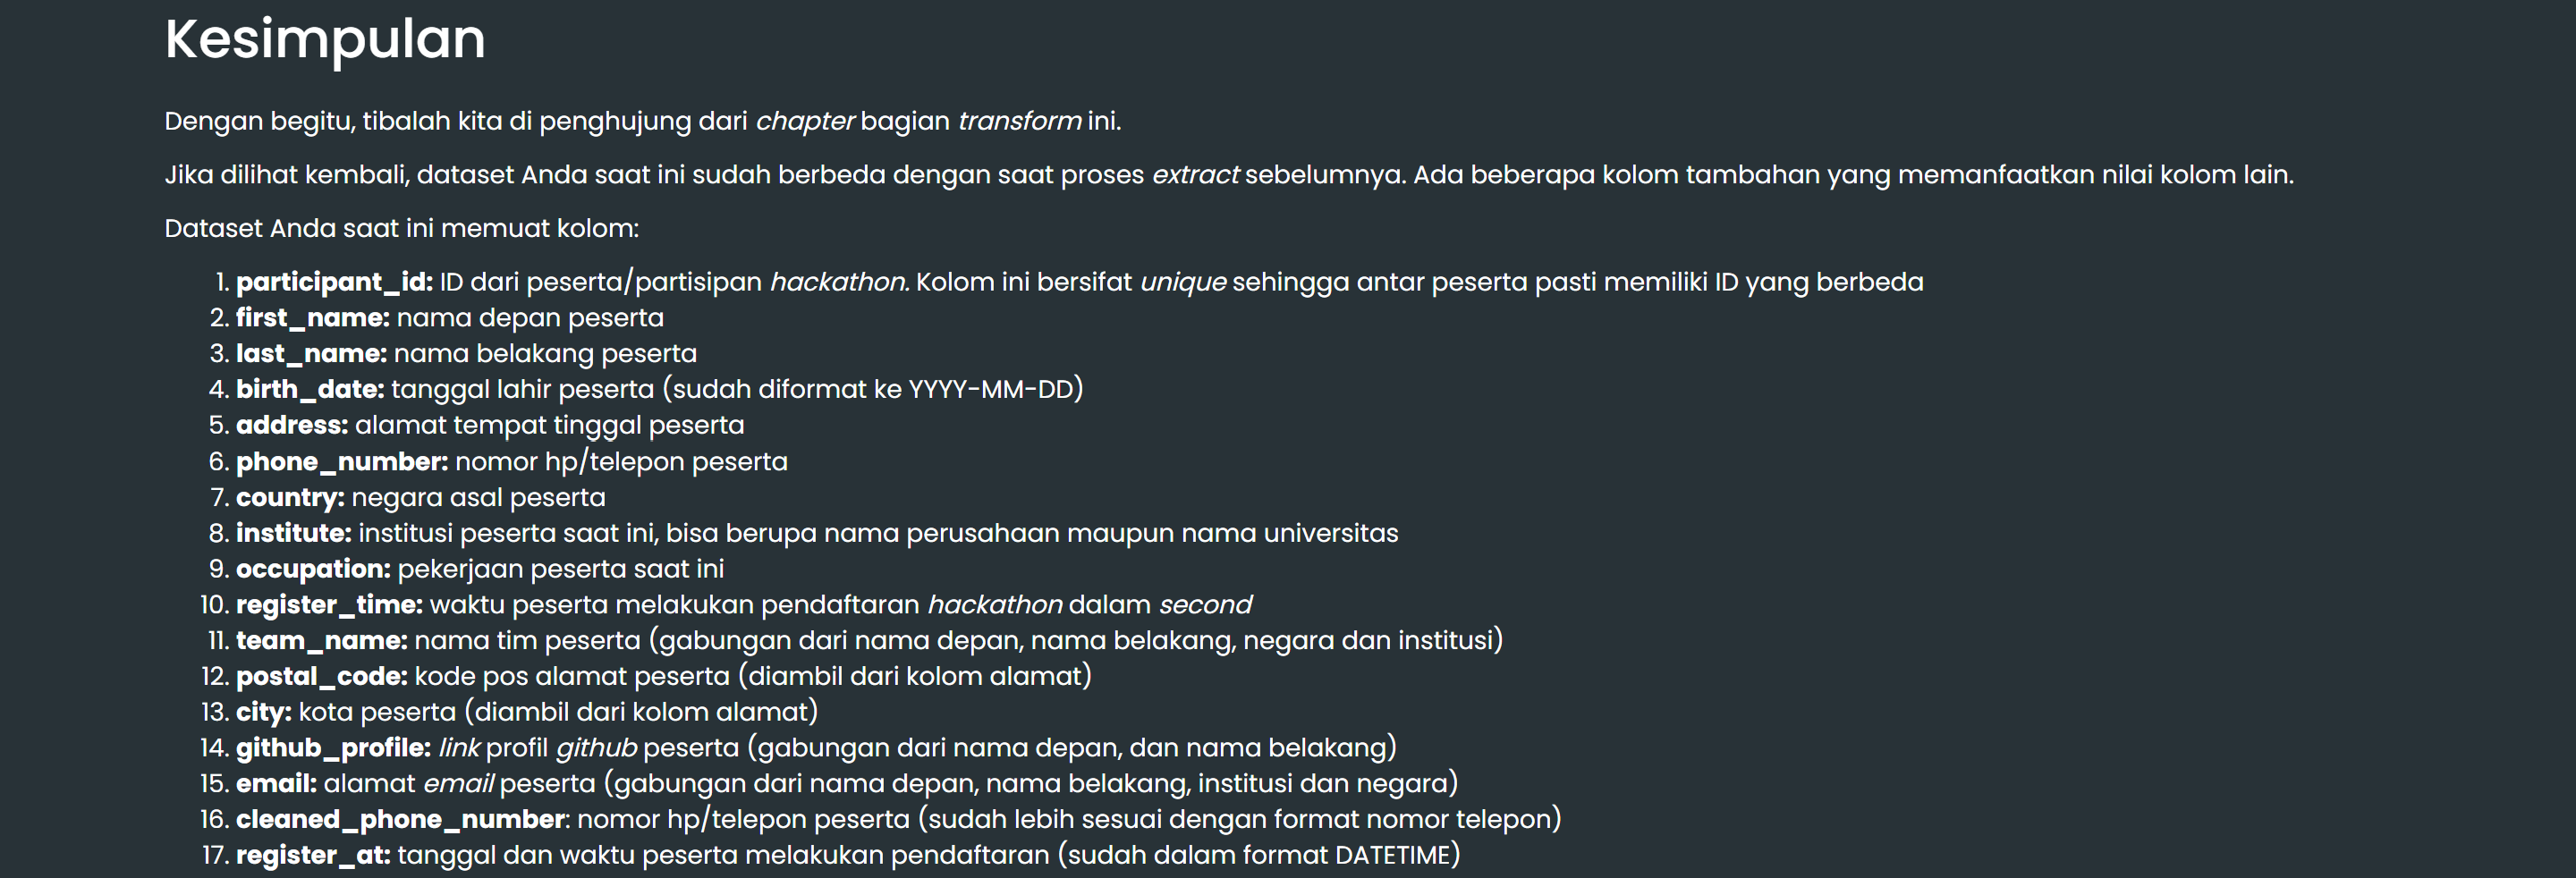 Kesimpulan
Dengan begitu, tibalah kita di penghujung dari chapter bagian transform ini.
Jika dilihat kembali, dataset Anda saat ini sudah berbeda dengan saat proses extract sebelumnya. Ada beberapa kolom tambahan yang memanfaatkan nilai kolom lain.
Dataset Anda saat ini memuat kolom:
1. participant_id: ID dari peserta/partisipan hackathon. Kolom ini bersifat unique sehingga antar peserta pasti memiliki ID yang berbeda
2. first_name: nama depan peserta
3. last_name: nama belakang peserta
4. birth_date: tanggal lahir peserta (sudah diformat ke YYYY-MM-DD)
5. address: alamat tempat tinggal peserta
6. phone_number: nomor hp/telepon peserta
7. country: negara asal peserta
8. institute: institusi peserta saat ini, bisa berupa nama perusahaan maupun nama universitas
9. occupation: pekerjaan peserta saat ini
10. register_time: waktu peserta melakukan pendaftaran hackathon dalam second
11. team_name: nama tim peserta (gabungan dari nama depan, nama belakang, negara dan institusi)
12. postal_code: kode pos alamat peserta (diambil dari kolom alamat)
13. city: kota peserta (diambil dari kolom alamat)
14. github_profile: link profil github peserta (gabungan dari nama depan, dan nama belakang)
15. email: alamat email peserta (gabungan dari nama depan, nama belakang, institusi dan negara)
16. cleaned_phone_number: nomor hp/telepon peserta (sudah lebih sesuai dengan format nomor telepon)
17. register_at: tanggal dan waktu peserta melakukan pendaftaran (sudah dalam format DATETIME)